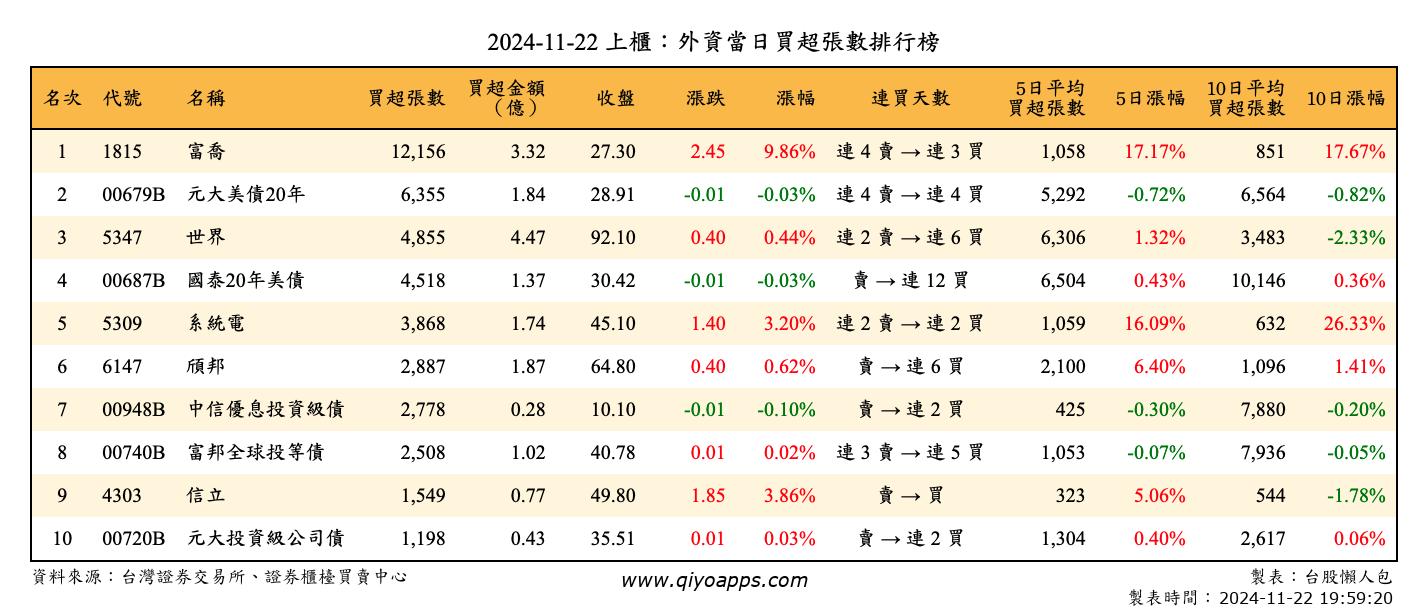 2024-11-22 上櫃：外資當日買超張數排行榜
名次 代號 名稱 買超張數 買超金額（億） 收盤 漲跌 漲幅 連買天數 5日平均買超張數 5日漲幅 10日平均買超張數 10日漲幅
1 1815 富喬 12,156 3.32 27.30 2.45 9.86% 連 4 賣 → 連 3 買 1,058 17.17% 851 17.67%
2 00679B 元大美債20年 6,355 1.84 28.91 -0.01 -0.03% 連 4 賣 → 連 4 買 5,292 -0.72% 6,564 -0.82%
3 5347 世界 4,855 4.47 92.10 0.40 0.44% 連 2 賣 → 連 6 買 6,306 1.32% 3,483 -2.33%
4 00687B 國泰20年美債 4,518 1.37 30.42 -0.01 -0.03% 賣 → 連 12 買 6,504 0.43% 10,146 0.36%
5 5309 系統電 3,868 1.74 45.10 1.40 3.20% 連 2 賣 → 連 2 買 1,059 16.09% 632 26.33%
6 6147 頎邦 2,887 1.87 64.80 0.40 0.62% 賣 → 連 6 買 2,100 6.40% 1,096 1.41%
7 00948B 中信優息投資級債 2,778 0.28 10.10 -0.01 -0.10% 賣 → 連 2 買 425 -0.30% 7,880 -0.20%
8 00740B 富邦全球投等債 2,508 1.02 40.78 0.01 0.02% 連 3 賣 → 連 5 買 1,053 -0.07% 7,936 -0.05%
9 4303 信立 1,549 0.77 49.80 1.85 3.86% 賣 → 買 323 5.06% 544 -1.78%
10 00720B 元大投資級公司債 1,198 0.43 35.51 0.01 0.03% 賣 → 連 2 買 1,304 0.40% 2,617 0.06%
資料來源：台灣證券交易所、證券櫃檯買賣中心 www.qiyoapps.com 製表：台股懶人包
製表時間：2024-11-22 19:59:20